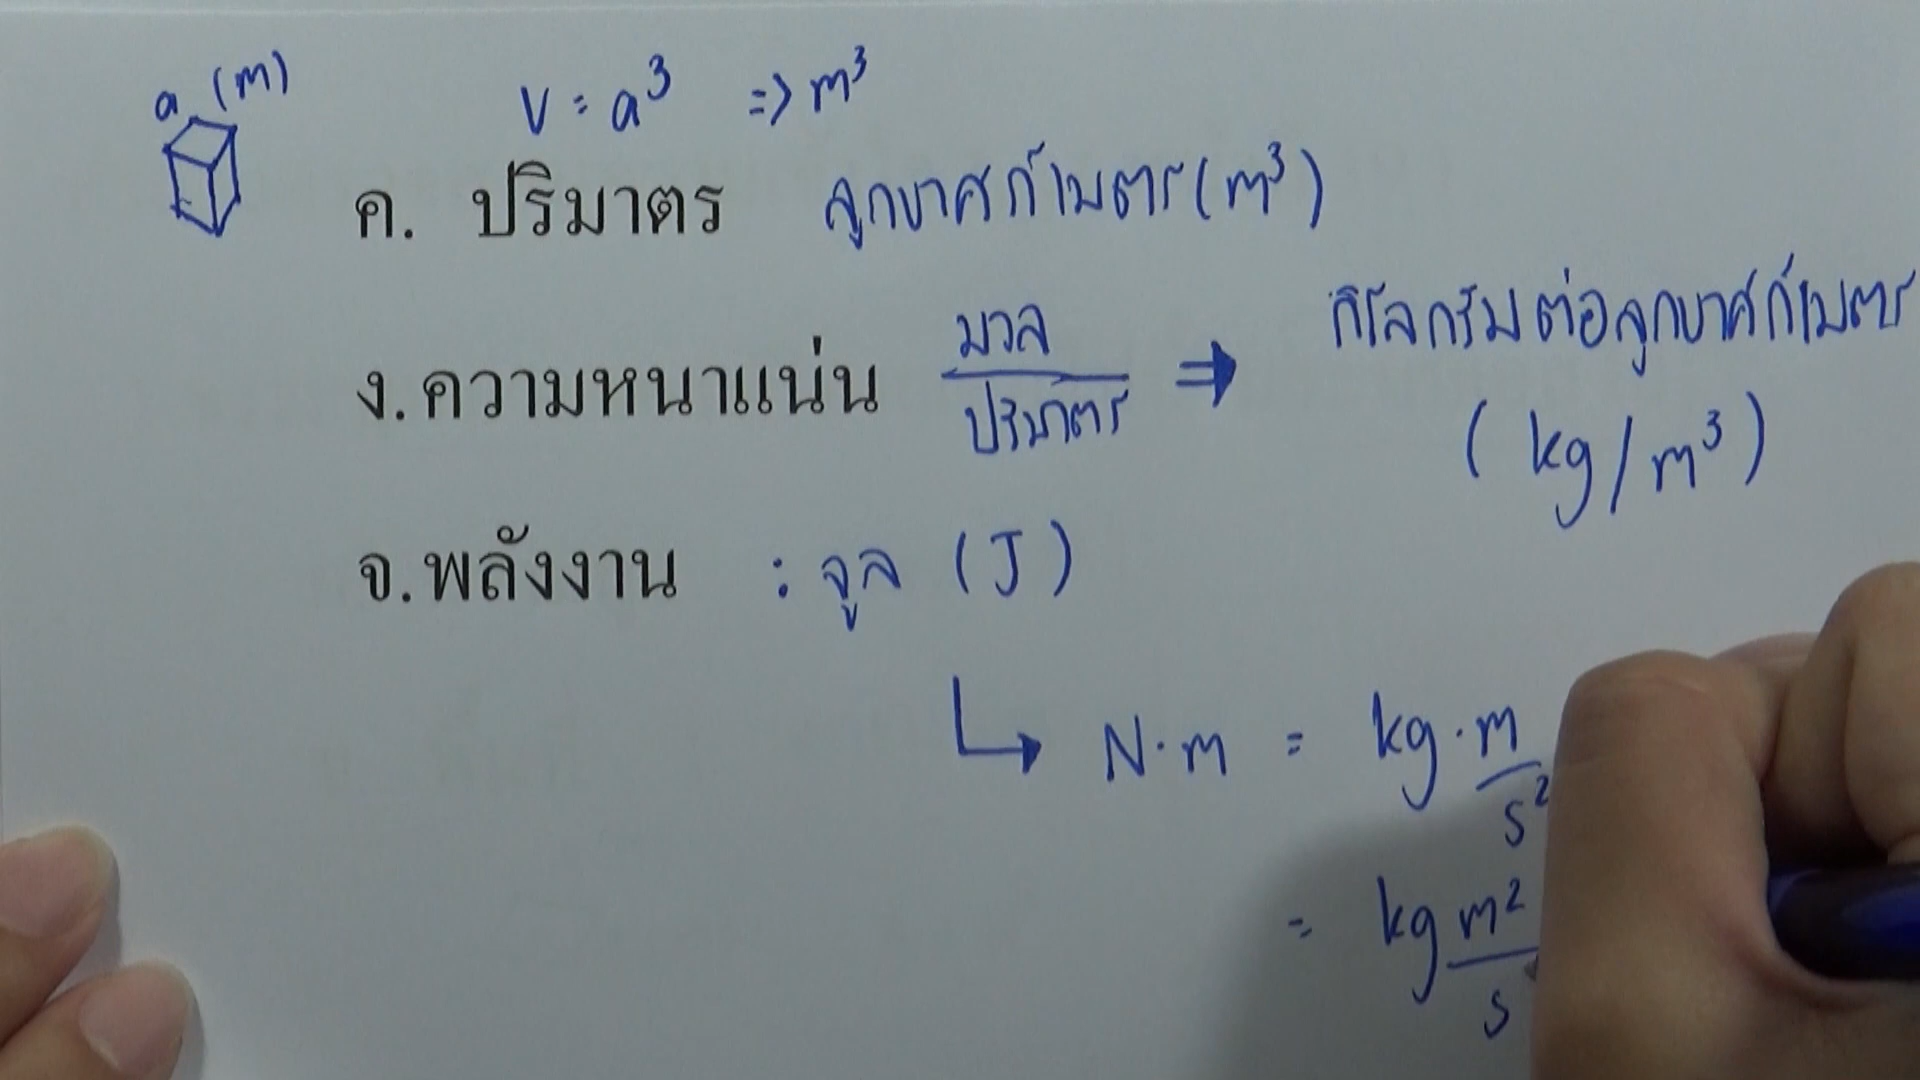 a (m)
V = a³ => m³
ค. ปริมาตร ลูกบาศก์เมตร (m³)
ง.ความหนาแน่น มวล / ปริมาตร ⇒ กิโลกรัมต่อลูกบาศก์เมตร
(kg/m³)
จ.พลังงาน : จูล (J)
↳ N·m = kg·m / s²
= kg m² / s